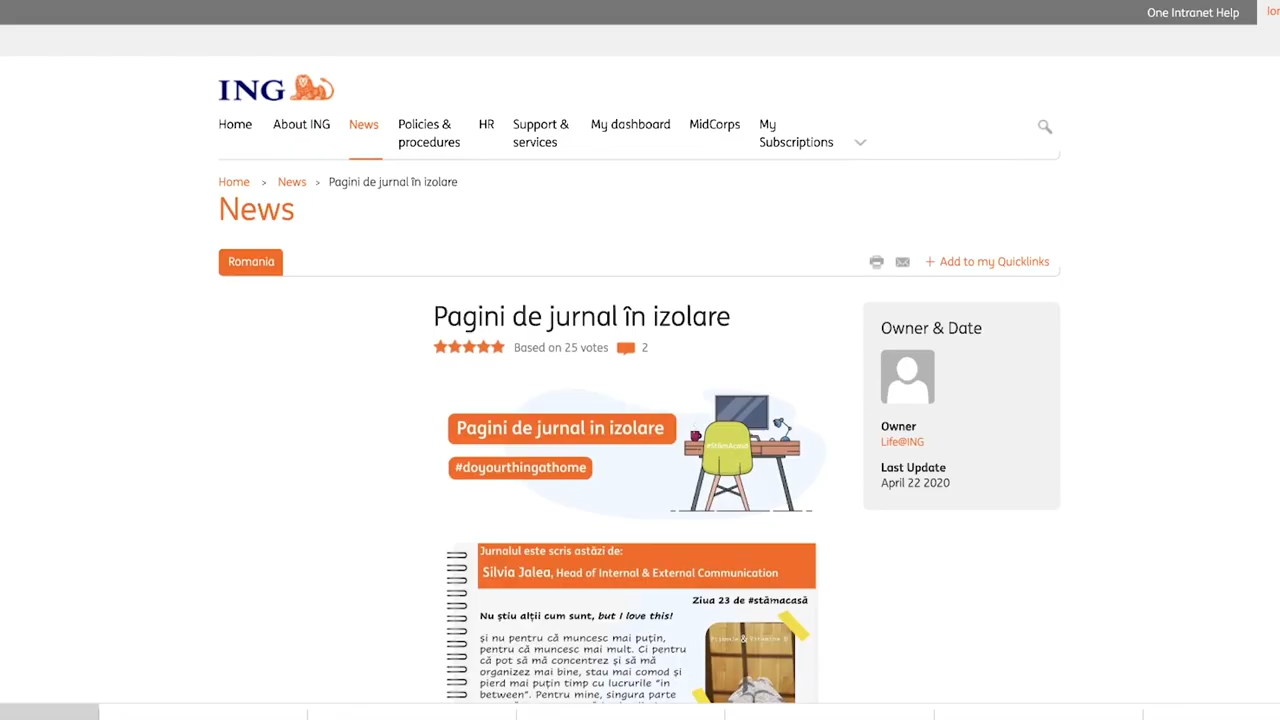 One Intranet Help
ING
Home
About ING
News
Policies &
procedures
HR
Support &
services
My dashboard
MidCorps
My
Subscriptions
Home > News > Pagini de jurnal în izolare
News
Romania
+ Add to my Quicklinks
Pagini de jurnal în izolare
Based on 25 votes 2
Owner & Date
Owner
Life@ING
Last Update
April 22 2020
Pagini de jurnal in izolare
#doyourthingathome
#StămAcasă
Jurnalul este scris astăzi de:
Silvia Jalea, Head of Internal & External Communication
Ziua 23 de #stămacasă
Nu știu alții cum sunt, but I love this!
și nu pentru că muncesc mai puțin,
pentru că muncesc mai mult. Ci pentru
că pot să mă concentrez și să mă
organizez mai bine, stau mai comod și
pierd mai puțin timp cu lucrurile “in
between”. Pentru mine, singura parte